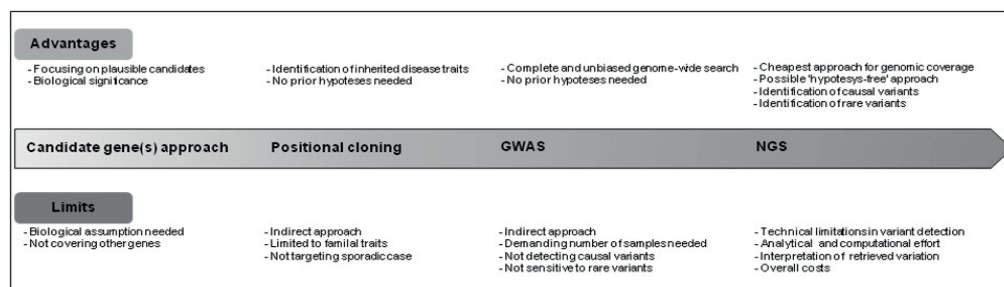 Advantages
- Focusing on plausible candidates
- Biological significance
- Identification of inherited disease traits
- No prior hypoteses needed
- Complete and unbiased genome-wide search
- No prior hypoteses needed
- Cheapest approach for genomic coverage
- Possible 'hypotesys-free' approach
- Identification of causal variants
- Identification of rare variants
Candidate gene(s) approach
Positional cloning
GWAS
NGS
Limits
- Biological assumption needed
- Not covering other genes
- Indirect approach
- Limited to familal traits
- Not targeting sporadic case
- Indirect approach
- Demanding number of samples needed
- Not detecting causal variants
- Not sensitive to rare variants
- Technical limitations in variant detection
- Analytical and computational effort
- Interpretation of retrieved variation
- Overall costs